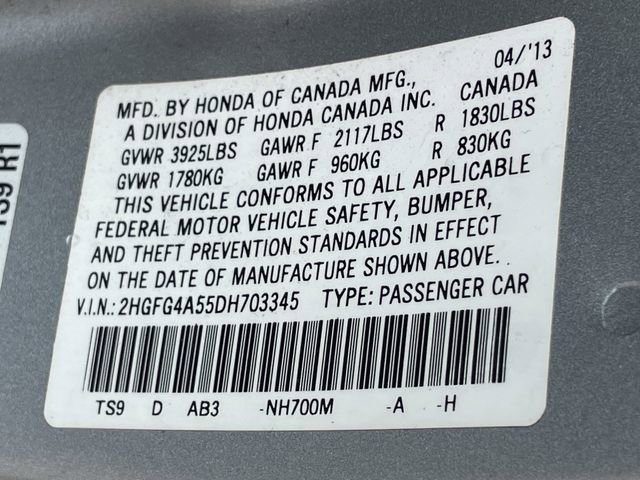 04/'13
MFD. BY HONDA OF CANADA MFG.,
A DIVISION OF HONDA CANADA INC. CANADA
GVWR 3925LBS GAWR F 2117LBS R 1830LBS
GVWR 1780KG GAWR F 960KG R 830KG
THIS VEHICLE CONFORMS TO ALL APPLICABLE
FEDERAL MOTOR VEHICLE SAFETY, BUMPER,
AND THEFT PREVENTION STANDARDS IN EFFECT
ON THE DATE OF MANUFACTURE SHOWN ABOVE.
V.I.N.: 2HGFG4A55DH703345 TYPE: PASSENGER CAR
TS9 D AB3 -NH700M -A -H
TS9 R1